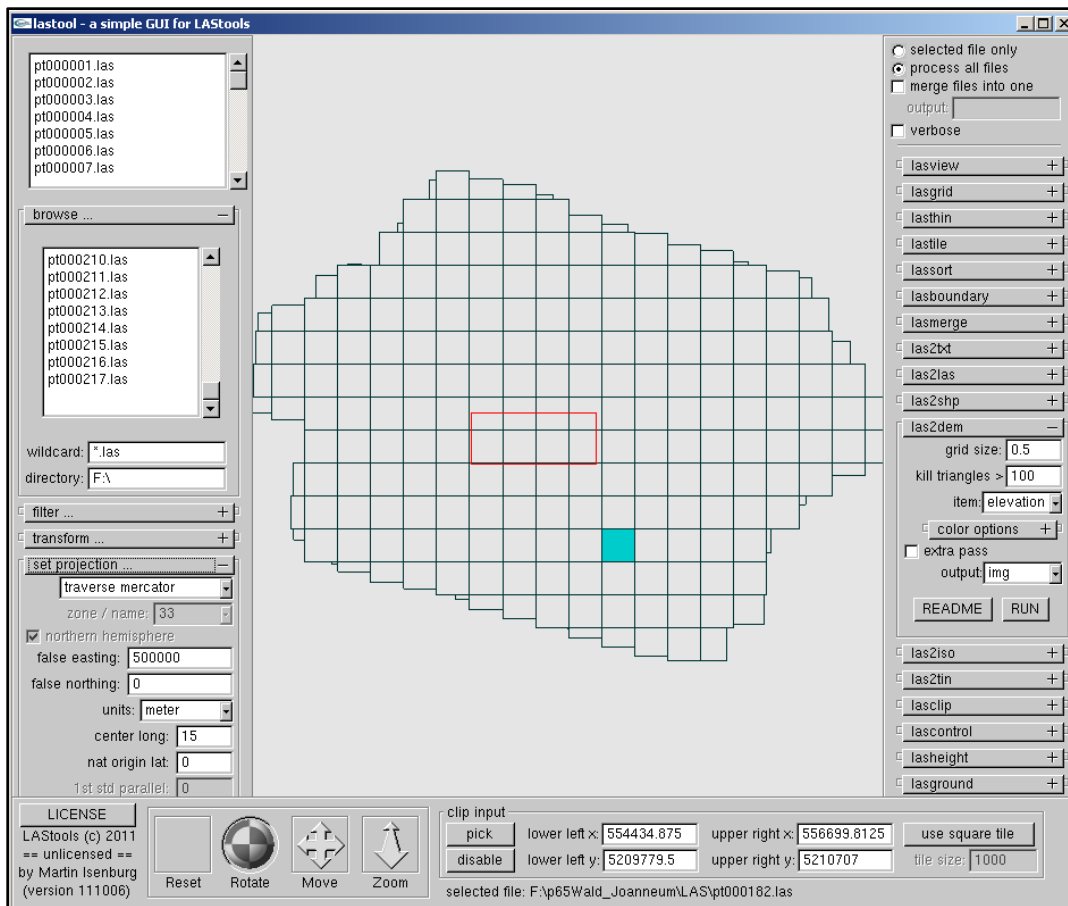 lastool - a simple GUI for LAStools
pt000001.las
pt000002.las
pt000003.las
pt000004.las
pt000005.las
pt000006.las
pt000007.las
browse ...
pt000210.las
pt000211.las
pt000212.las
pt000213.las
pt000214.las
pt000215.las
pt000216.las
pt000217.las
wildcard: *.las
directory: F:\
filter ...
transform ...
set projection ...
traverse mercator
zone / name: 33
northern hemisphere
false easting: 500000
false northing: 0
units: meter
center long: 15
nat origin lat: 0
1st std parallel: 0
selected file only
process all files
merge files into one
output:
verbose
lasview
lasgrid
lasthin
lastile
lassort
lasboundary
lasmerge
las2txt
las2las
las2shp
las2dem
grid size: 0.5
kill triangles > 100
item: elevation
color options
extra pass
output: img
README RUN
las2iso
las2tin
lasclip
lascontrol
lasheight
lasground
LICENSE
LAStools (c) 2011
== unlicensed ==
by Martin Isenburg
(version 111006)
Reset Rotate Move Zoom
clip input
pick lower left x: 554434.875 upper right x: 556699.8125 use square tile
disable lower left y: 5209779.5 upper right y: 5210707 tile size: 1000
selected file: F:\p65Wald_Joanneum\LAS\pt000182.las